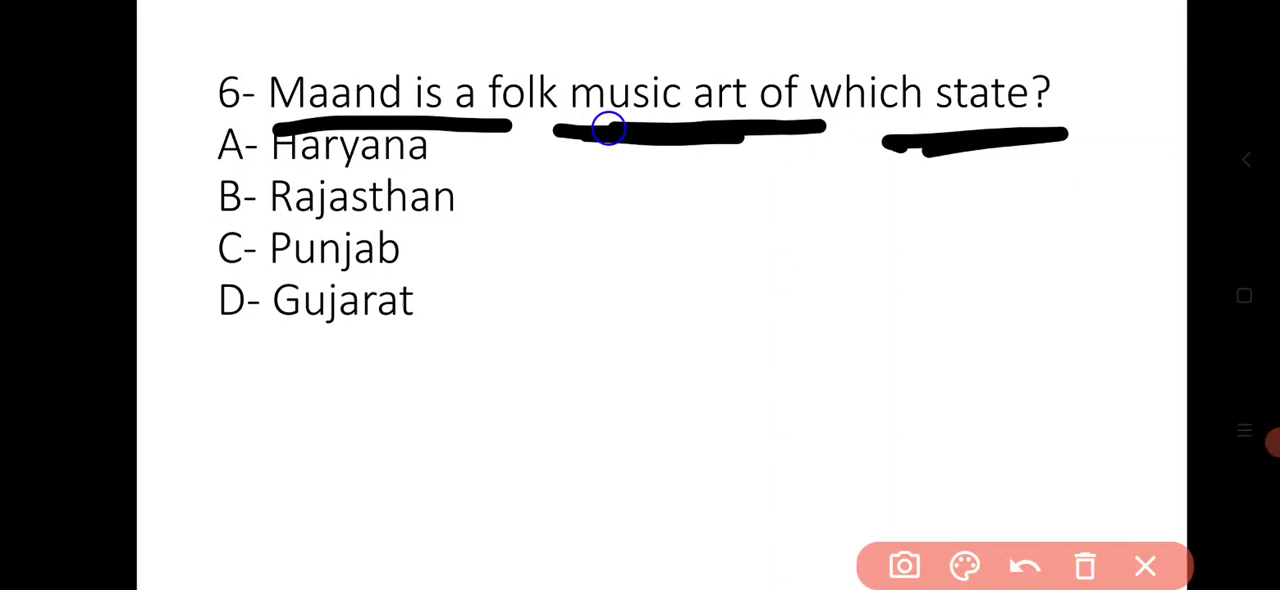 6- Maand is a folk music art of which state?
A- Haryana
B- Rajasthan
C- Punjab
D- Gujarat